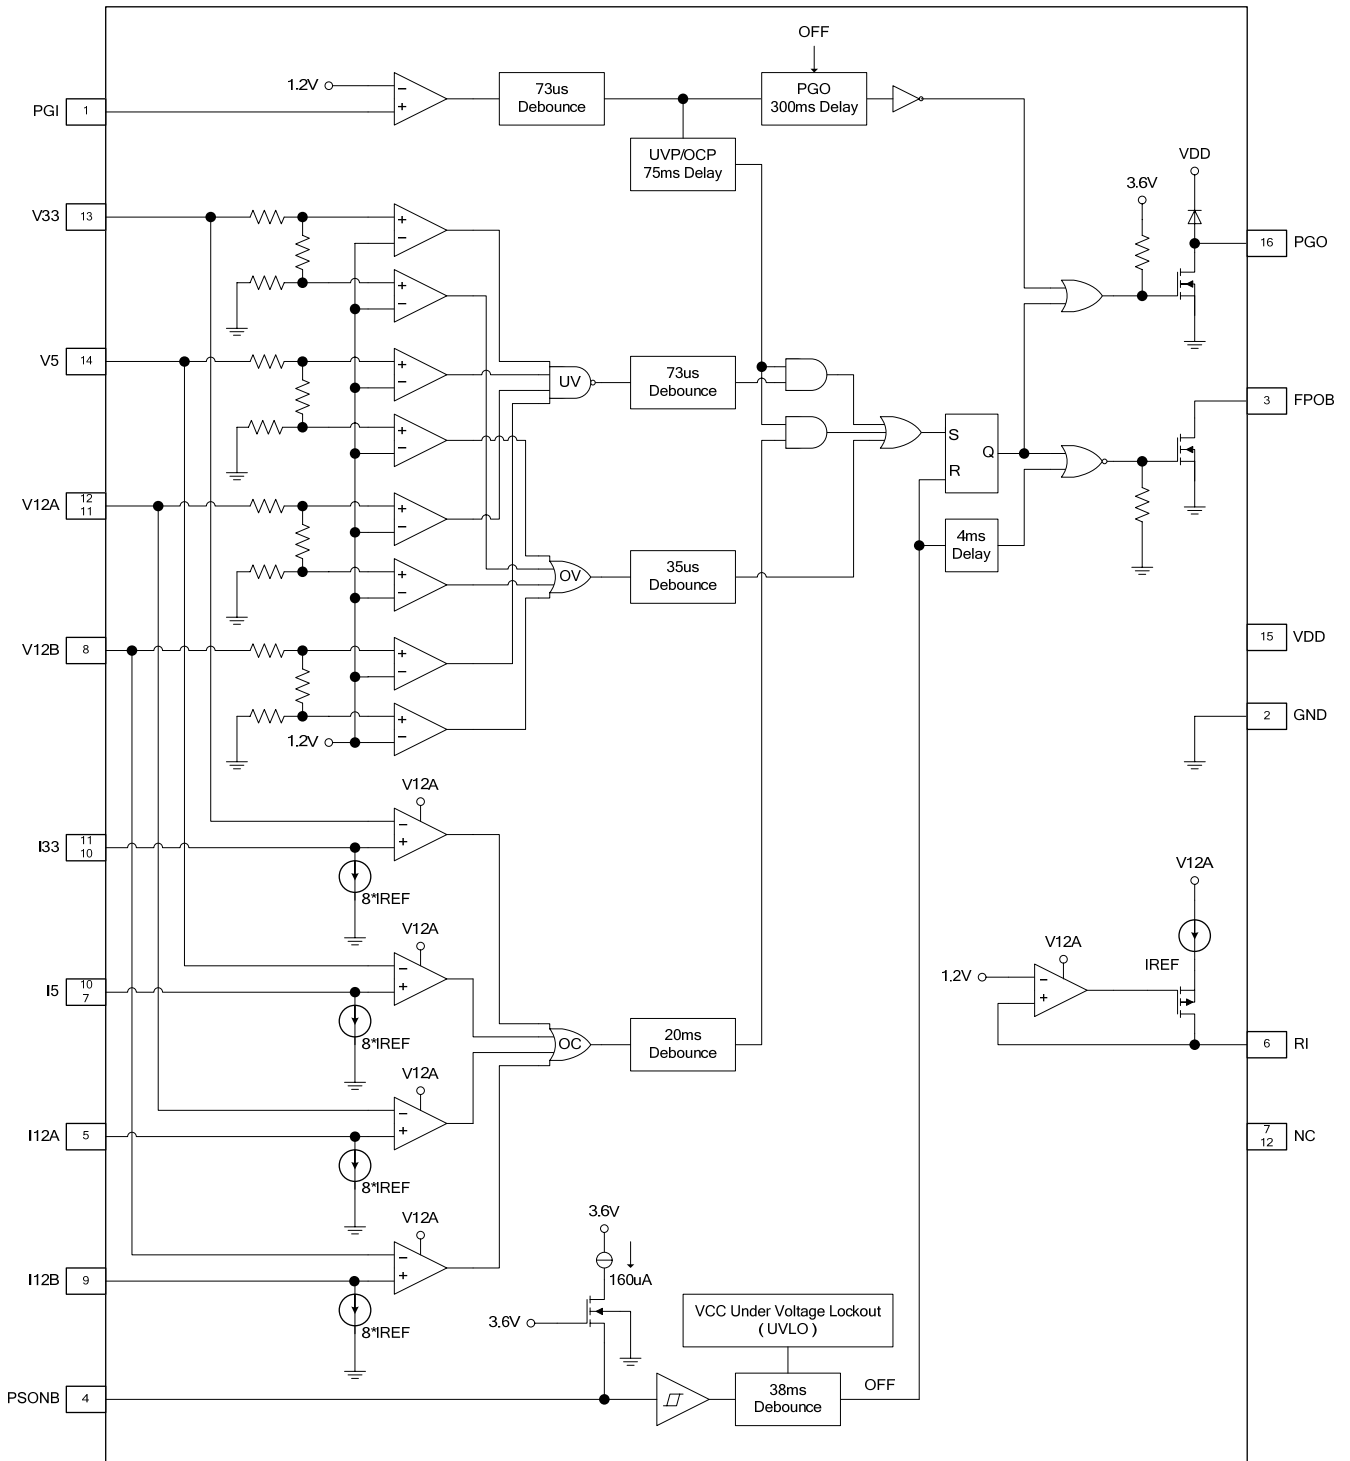 OFF
1.2V
73us
Debounce
PGO
300ms Delay
PGI
1
−
+
UVP/OCP
75ms Delay
VDD
3.6V
V33
13
+
−
16
PGO
+
−
V5
14
+
−
UV
73us
Debounce
3
FPOB
+
−
S
Q
R
V12A
12
11
+
−
4ms
Delay
+
−
OV
35us
Debounce
V12B
8
+
−
15
VDD
+
−
1.2V
2
GND
V12A
−
+
I33
11
10
8*IREF
V12A
V12A
−
+
V12A
IREF
1.2V
−
+
I5
10
7
8*IREF
OC
20ms
Debounce
6
RI
V12A
−
+
I12A
5
7
12
NC
8*IREF
V12A
3.6V
−
+
160uA
I12B
9
8*IREF
3.6V
VCC Under Voltage Lockout
( UVLO )
PSONB
4
38ms
Debounce
OFF